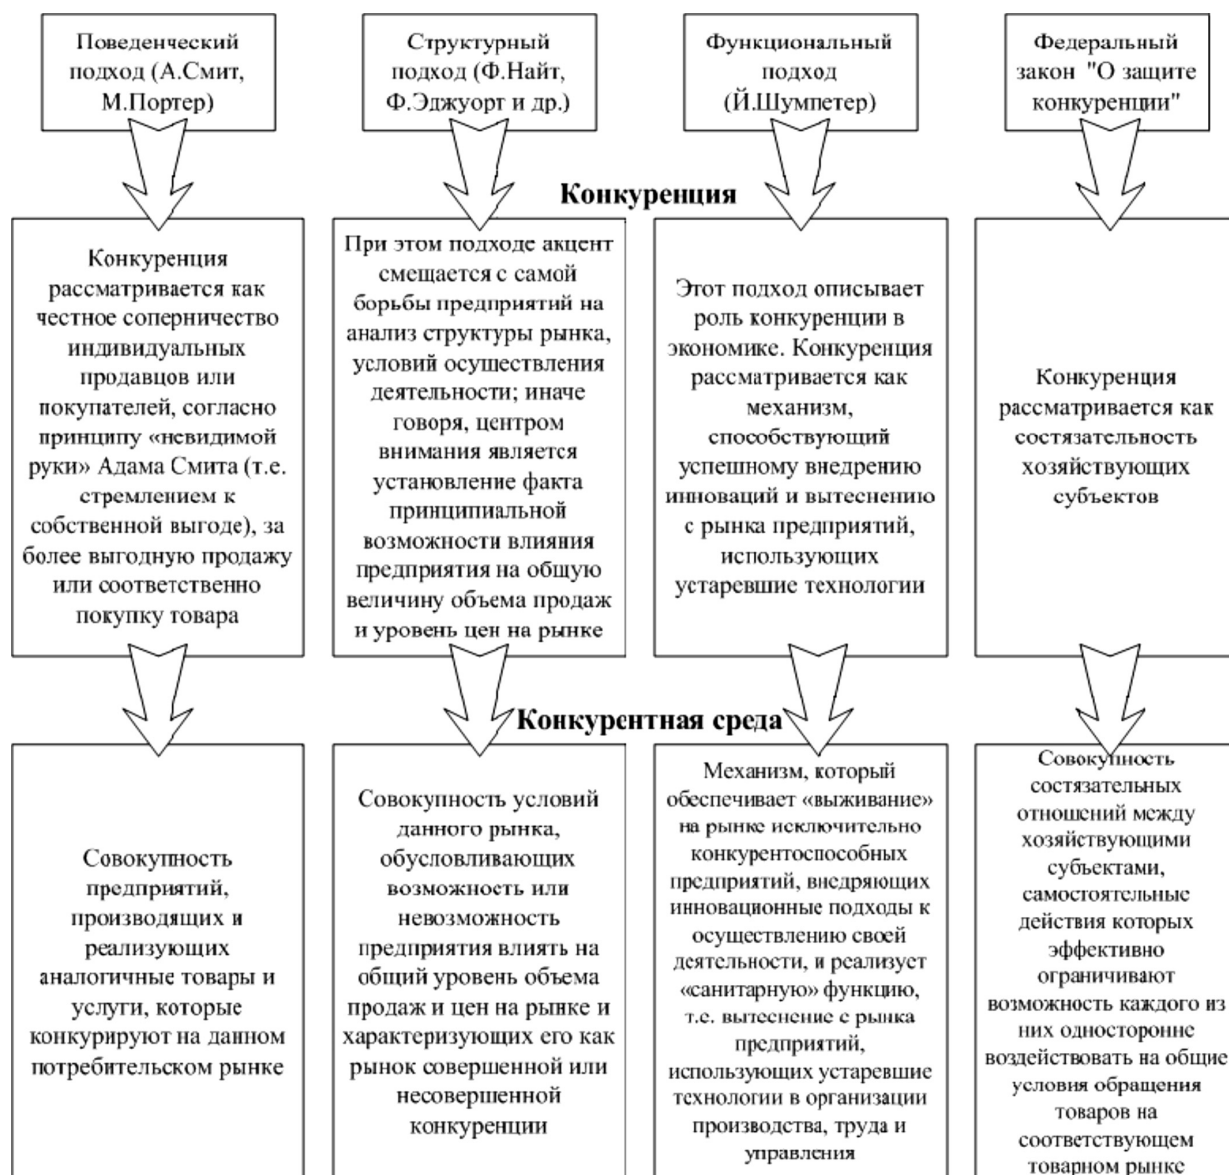 Поведенческий
подход (А.Смит,
М.Портер)
Структурный
подход (Ф.Найт,
Ф.Эджуорт и др.)
Функциональный
подход
(Й.Шумпетер)
Федеральный
закон "О защите
конкуренции"
Конкуренция
Конкуренция
рассматривается как
честное соперничество
индивидуальных
продавцов или
покупателей, согласно
принципу «невидимой
руки» Адама Смита (т.е.
стремлением к
собственной выгоде), за
более выгодную продажу
или соответственно
покупку товара
При этом подходе акцент
смещается с самой
борьбы предприятий на
анализ структуры рынка,
условий осуществления
деятельности; иначе
говоря, центром
внимания является
установление факта
принципиальной
возможности влияния
предприятия на общую
величину объема продаж
и уровень цен на рынке
Этот подход описывает
роль конкуренции в
экономике. Конкуренция
рассматривается как
механизм,
способствующий
успешному внедрению
инноваций и вытеснению
с рынка предприятий,
использующих
устаревшие технологии
Конкуренция
рассматривается как
состязательность
хозяйствующих
субъектов
Конкурентная среда
Совокупность
предприятий,
производящих и
реализующих
аналогичные товары и
услуги, которые
конкурируют на данном
потребительском рынке
Совокупность условий
данного рынка,
обусловливающих
возможность или
невозможность
предприятия влиять на
общий уровень объема
продаж и цен на рынке и
характеризующих его как
рынок совершенной или
несовершенной
конкуренции
Механизм, который
обеспечивает «выживание»
на рынке исключительно
конкурентоспособных
предприятий, внедряющих
инновационные подходы к
осуществлению своей
деятельности, и реализует
«санитарную» функцию,
т.е. вытеснение с рынка
предприятий,
использующих устаревшие
технологии в организации
производства, труда и
управления
Совокупность
состязательных
отношений между
хозяйствующими
субъектами,
самостоятельные
действия которых
эффективно
ограничивают
возможность каждого из
них односторонне
воздействовать на общие
условия обращения
товаров на
соответствующем
товарном рынке